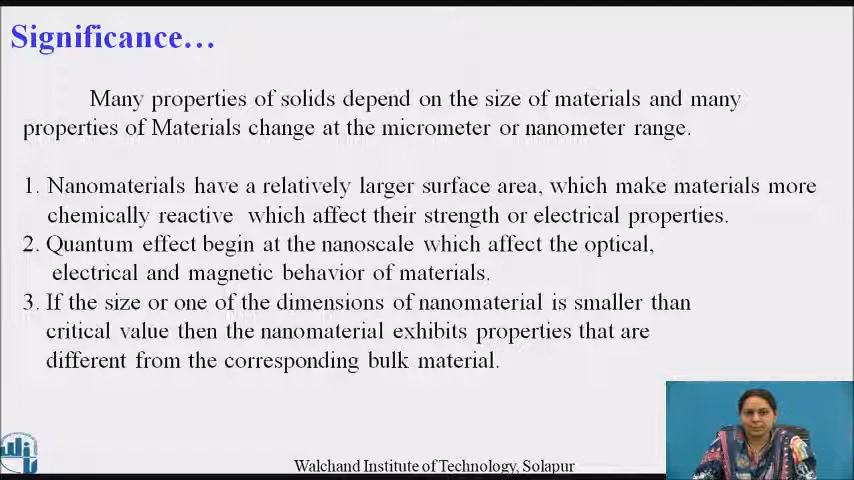 Significance…
Many properties of solids depend on the size of materials and many
properties of Materials change at the micrometer or nanometer range.
1. Nanomaterials have a relatively larger surface area, which make materials more
chemically reactive which affect their strength or electrical properties.
2. Quantum effect begin at the nanoscale which affect the optical,
electrical and magnetic behavior of materials.
3. If the size or one of the dimensions of nanomaterial is smaller than
critical value then the nanomaterial exhibits properties that are
different from the corresponding bulk material.
Walchand Institute of Technology, Solapur